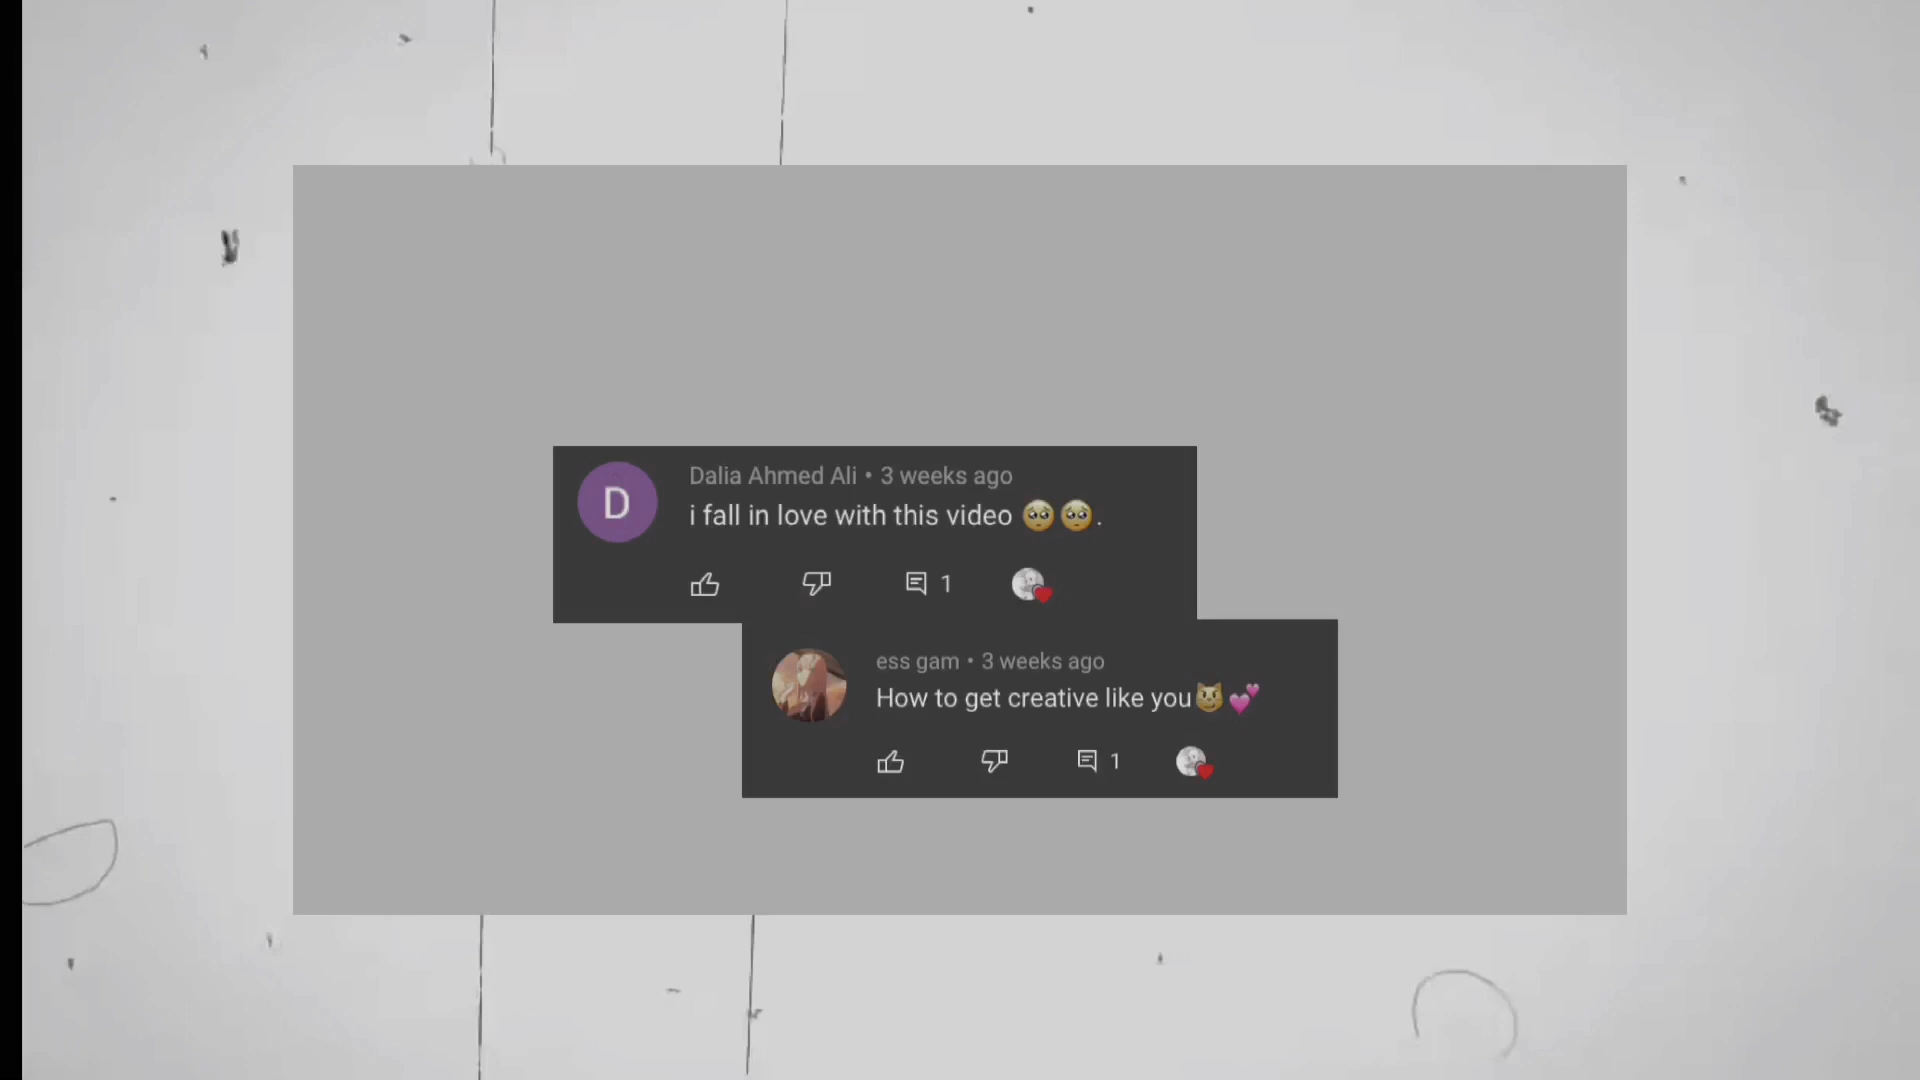 D
Dalia Ahmed Ali • 3 weeks ago
i fall in love with this video 🥺🥺.
1
ess gam • 3 weeks ago
How to get creative like you😼💕
1